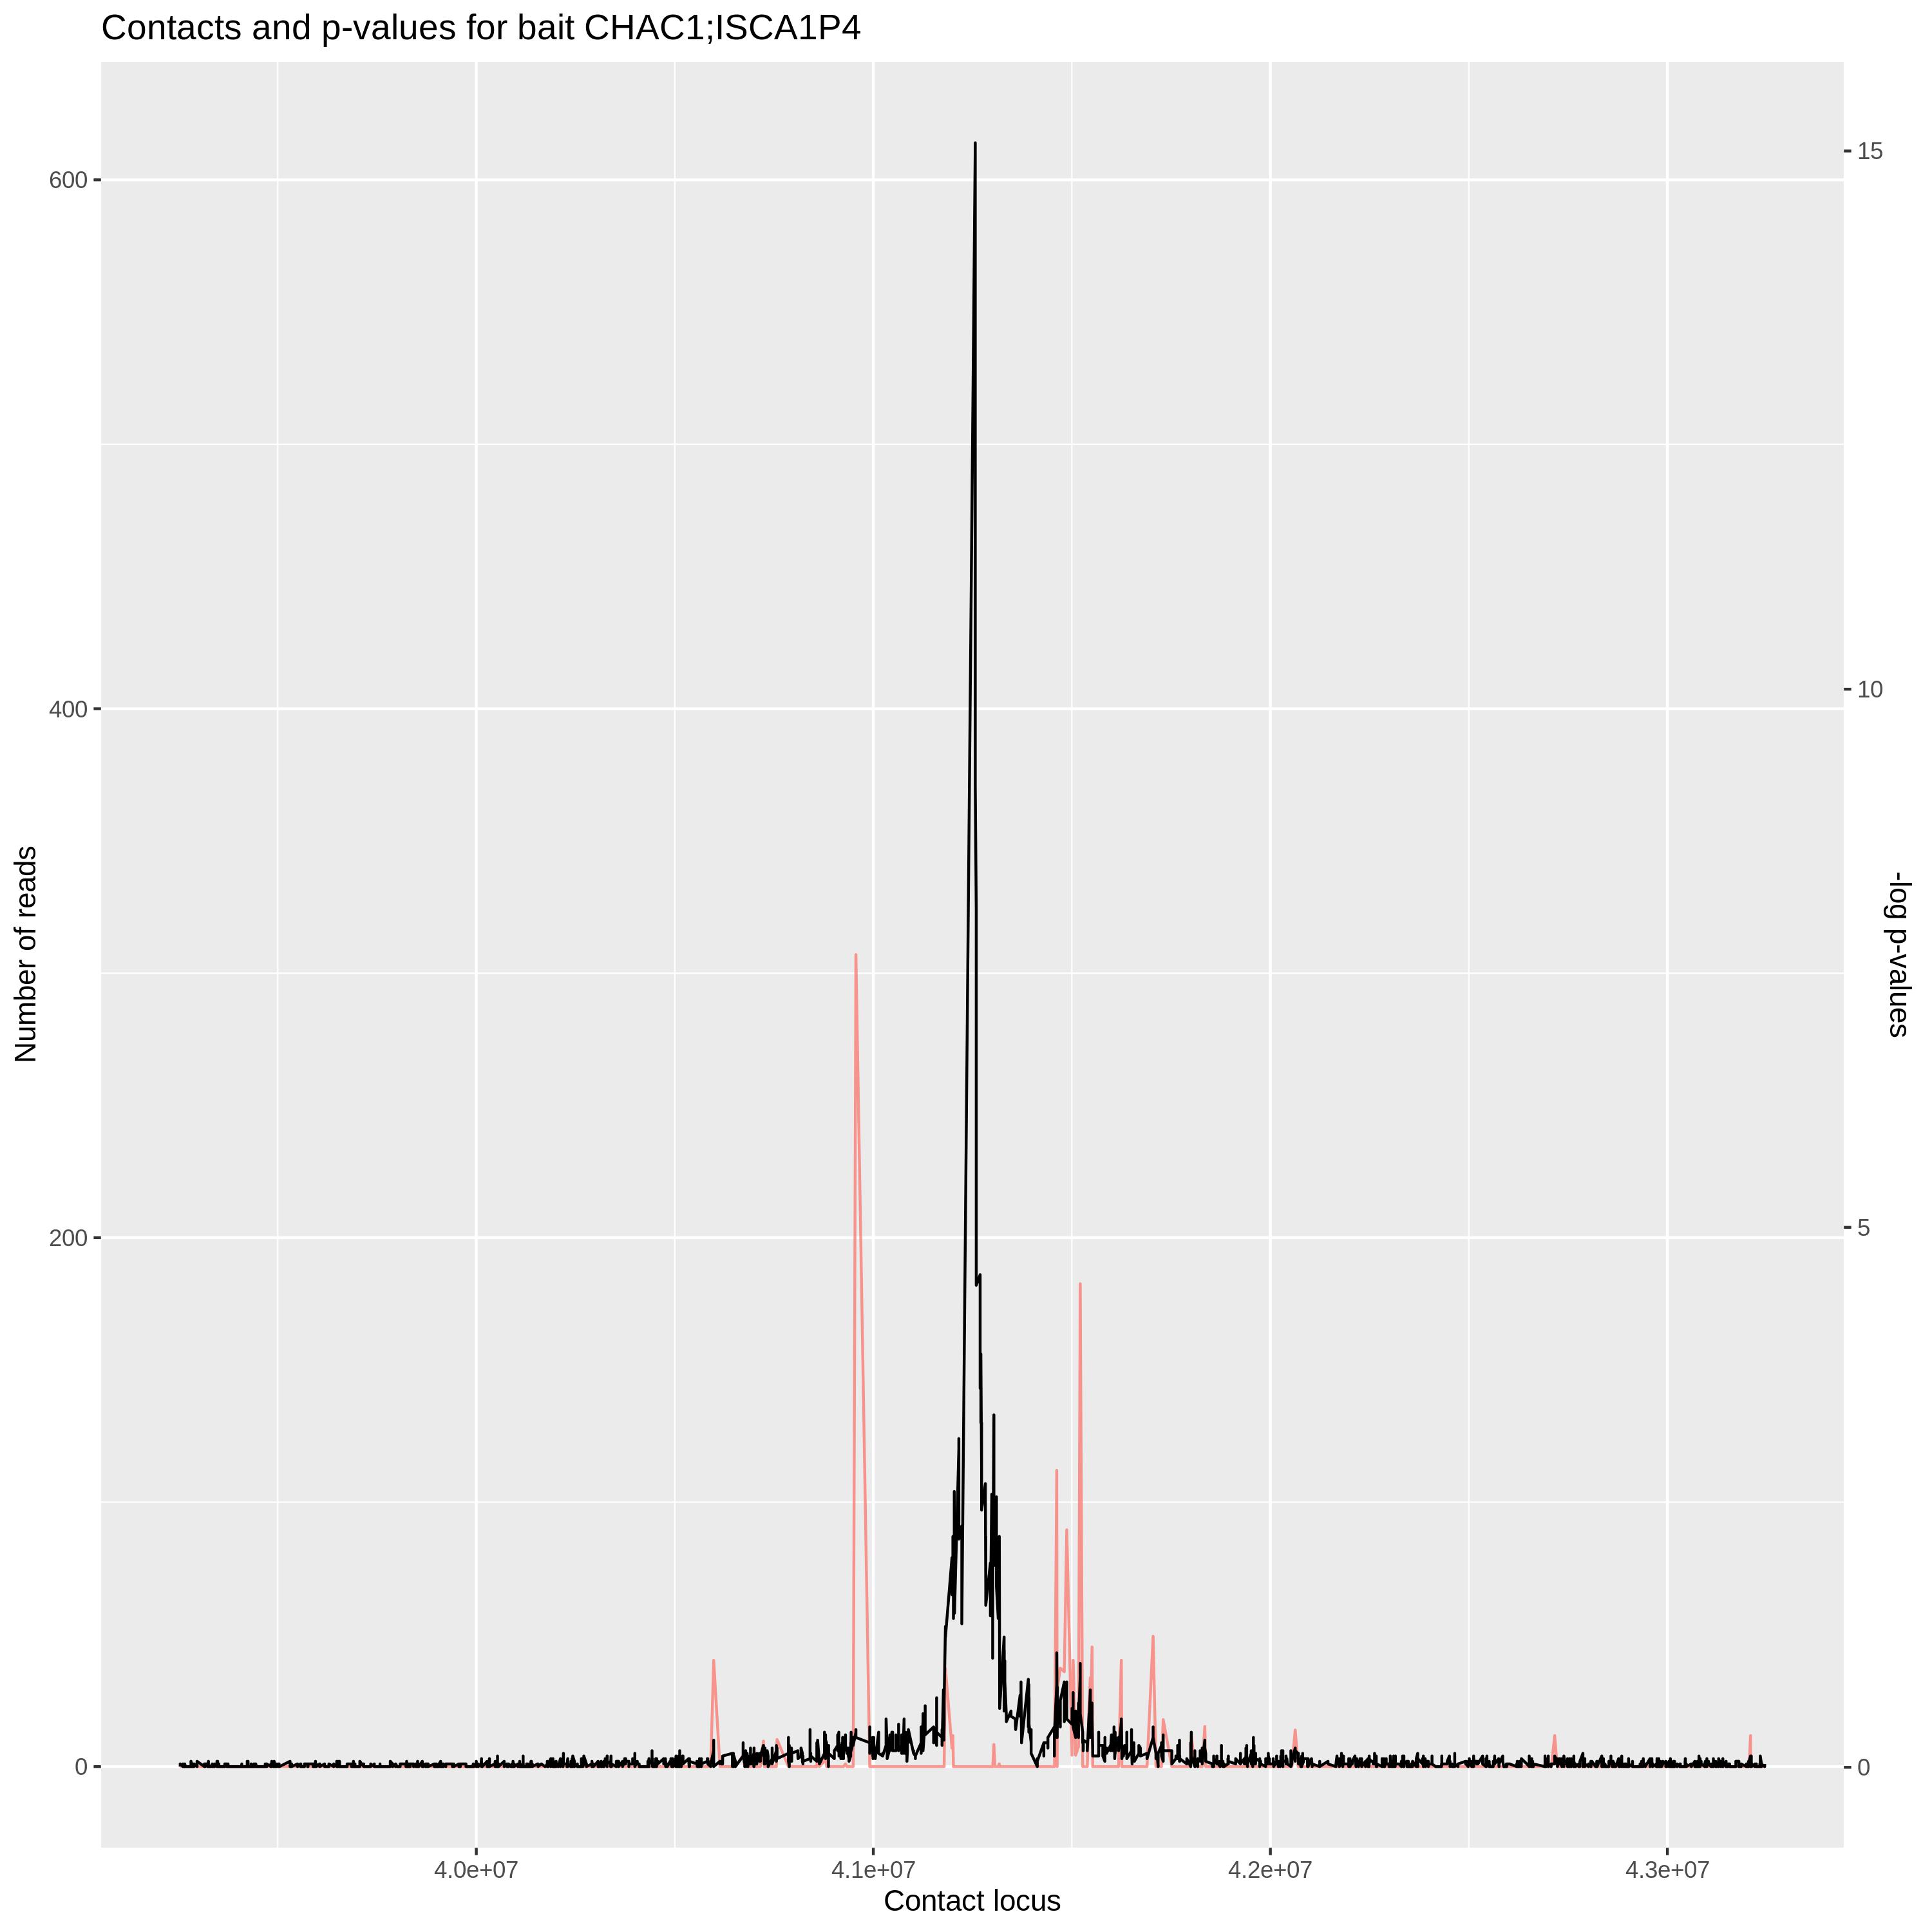 Contacts and p-values for bait CHAC1;ISCA1P4
600
400
200
0
Number of reads
15
10
5
0
-log p-values
4.0e+07
4.1e+07
4.2e+07
4.3e+07
Contact locus